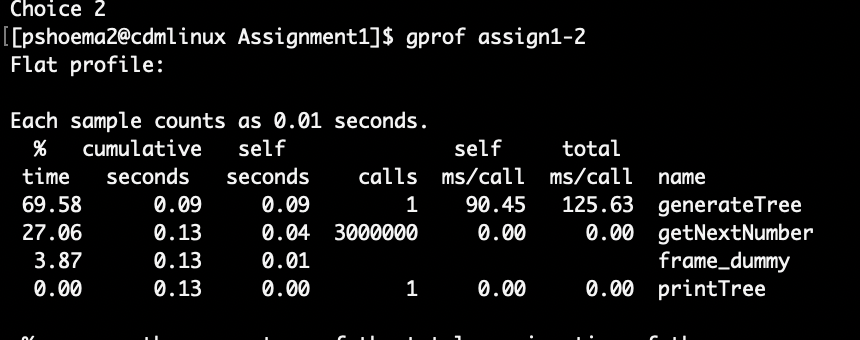 Choice 2
[[pshoema2@cdmlinux Assignment1]$ gprof assign1-2
Flat profile:
Each sample counts as 0.01 seconds.
% cumulative self self total
time seconds seconds calls ms/call ms/call name
69.58 0.09 0.09 1 90.45 125.63 generateTree
27.06 0.13 0.04 3000000 0.00 0.00 getNextNumber
3.87 0.13 0.01 frame_dummy
0.00 0.13 0.00 1 0.00 0.00 printTree